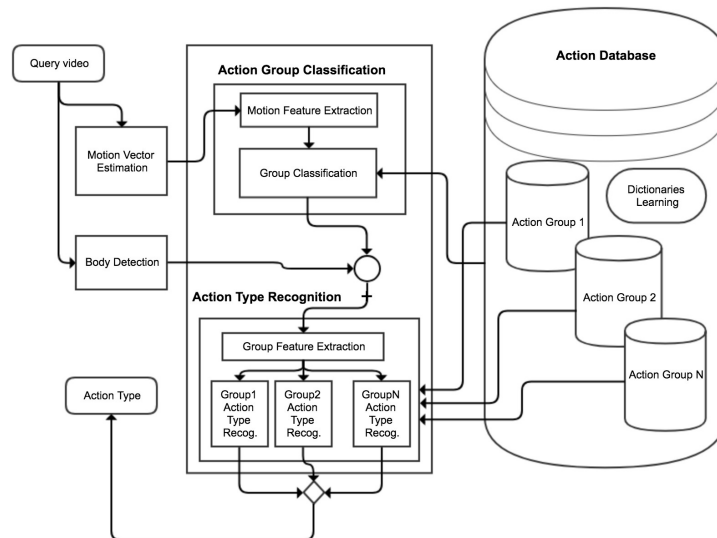 Query video
Action Group Classification
Action Database
Motion Feature Extraction
Motion Vector
Estimation
Group Classification
Dictionaries
Learning
Action Group 1
Body Detection
+
Action Type Recognition
Action Group 2
Group Feature Extraction
Action Type
Group1
Action
Type
Recog.
Group2
Action
Type
Recog.
GroupN
Action
Type
Recog.
Action Group N